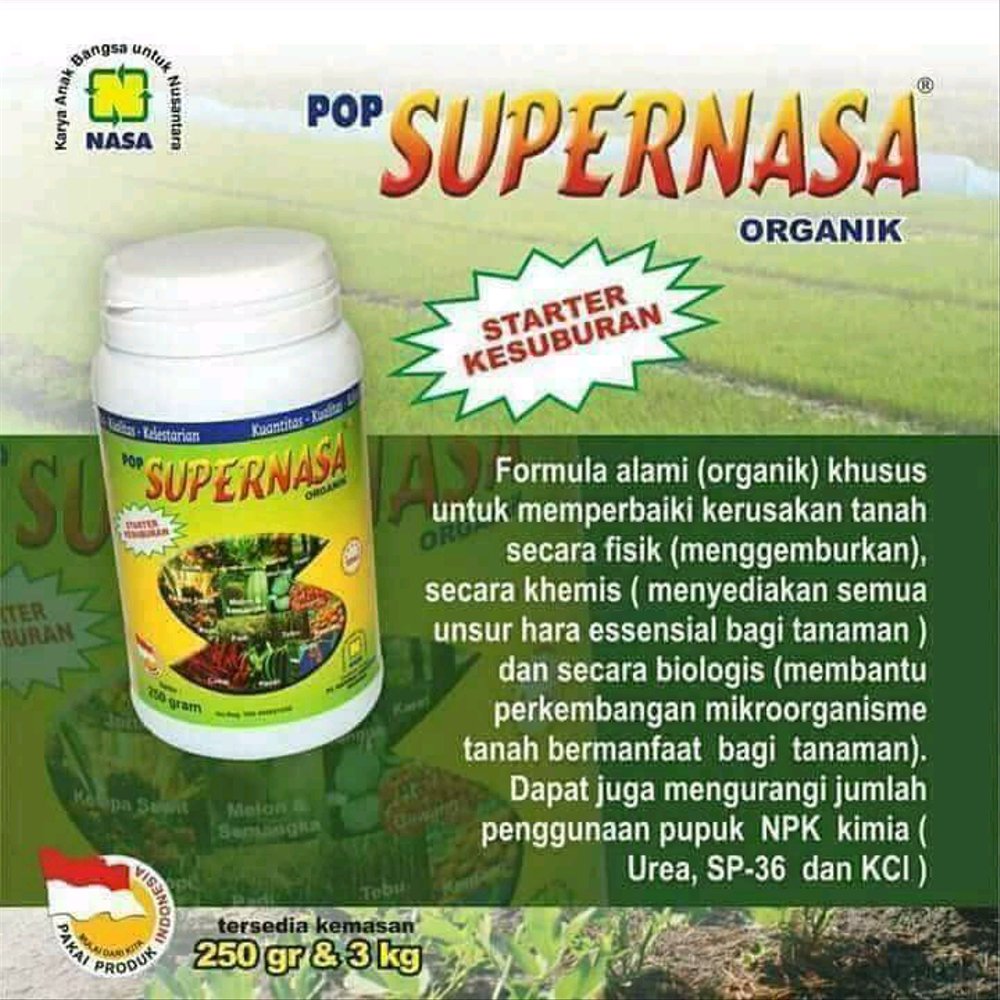 Karya Anak Bangsa untuk Nusantara
NASA
POP SUPERNASA®
ORGANIK
STARTER
KESUBURAN
Kualitas - Kelestarian
Kuantitas - Kualitas
POP SUPERNASA
ORGANIK
STARTER
KESUBURAN
250 gram
Formula alami (organik) khusus
untuk memperbaiki kerusakan tanah
secara fisik (menggemburkan),
secara khemis ( menyediakan semua
unsur hara essensial bagi tanaman )
dan secara biologis (membantu
perkembangan mikroorganisme
tanah bermanfaat bagi tanaman).
Dapat juga mengurangi jumlah
penggunaan pupuk NPK kimia (
Urea, SP-36 dan KCl )
Melon &
Semangka
Tebu
PAKAI PRODUK INDONESIA
MULAI DARI KITA
tersedia kemasan
250 gr & 3 kg